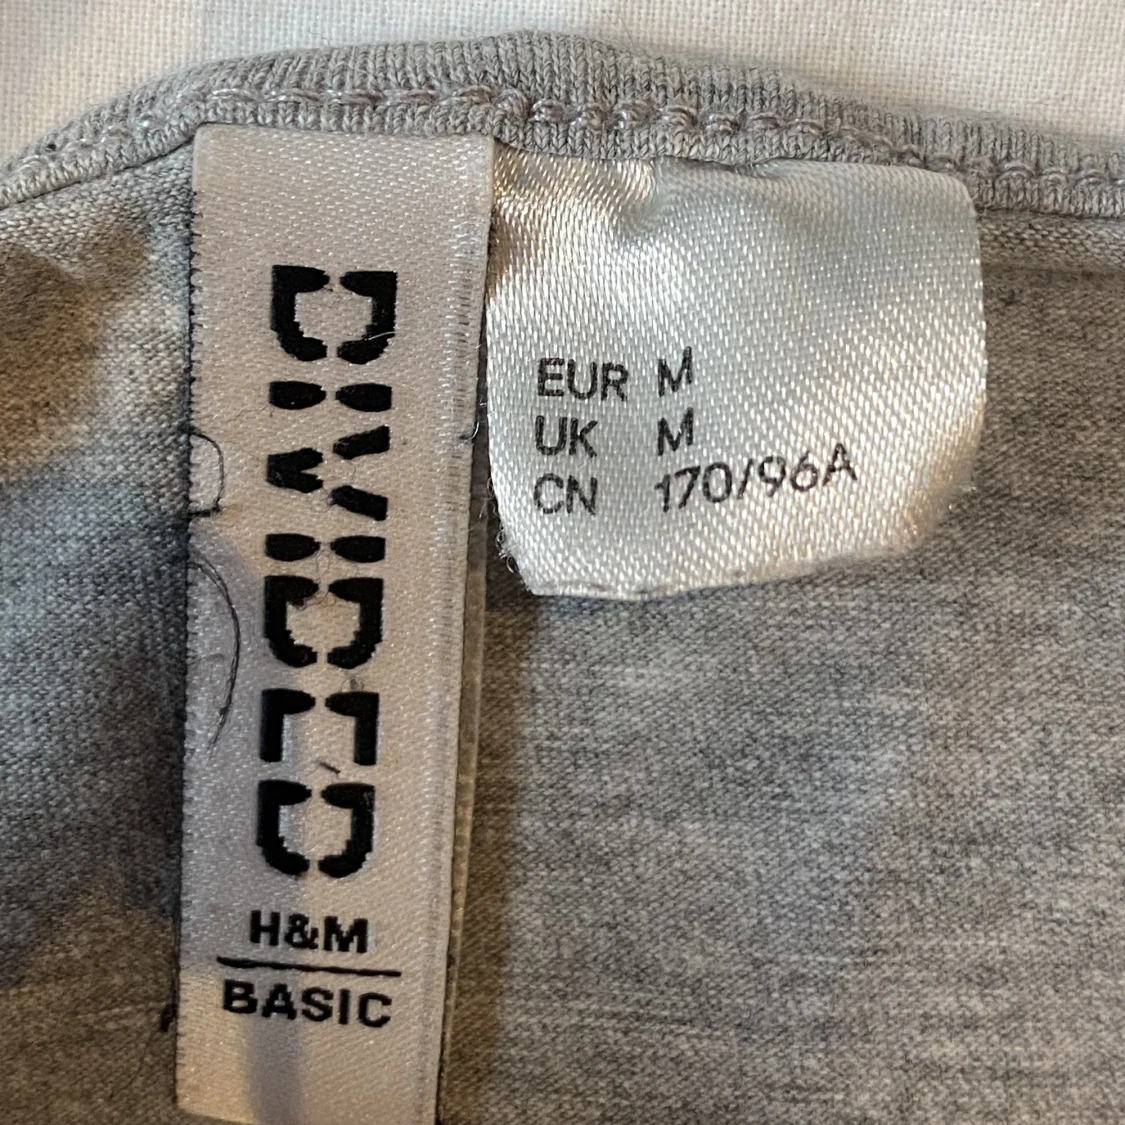 DIVIDED
H&M
BASIC
EUR M
UK M
CN 170/96A